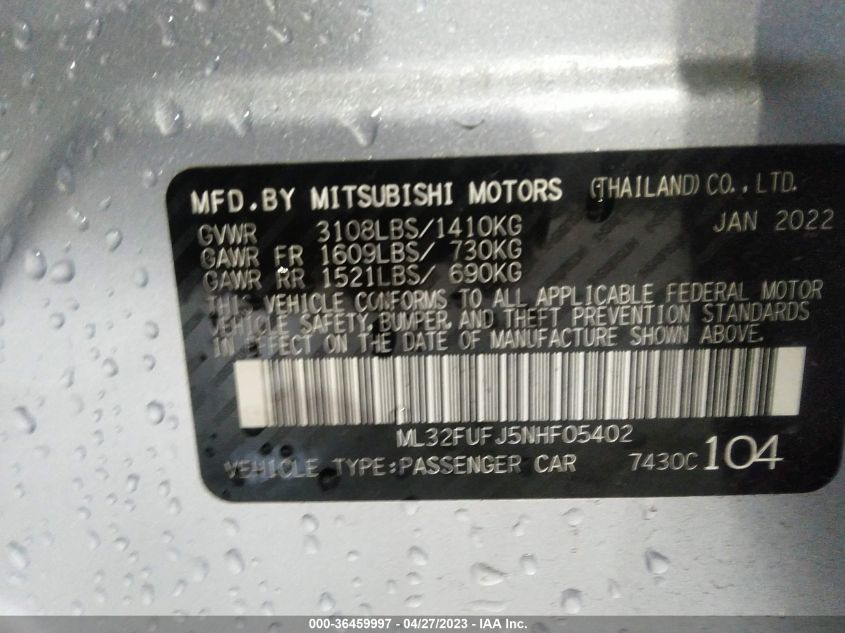 MFD.BY MITSUBISHI MOTORS (THAILAND) CO., LTD.
GVWR 3108LBS/1410KG JAN 2022
GAWR FR 1609LBS/ 730KG
GAWR RR 1521LBS/ 690KG
THIS VEHICLE CONFORMS TO ALL APPLICABLE FEDERAL MOTOR
VEHICLE SAFETY, BUMPER, AND THEFT PREVENTION STANDARDS
IN EFFECT ON THE DATE OF MANUFACTURE SHOWN ABOVE.
ML32FUFJ5NHF05402
VEHICLE TYPE:PASSENGER CAR 7430C 104
000-36459997 - 04/27/2023 - IAA Inc.